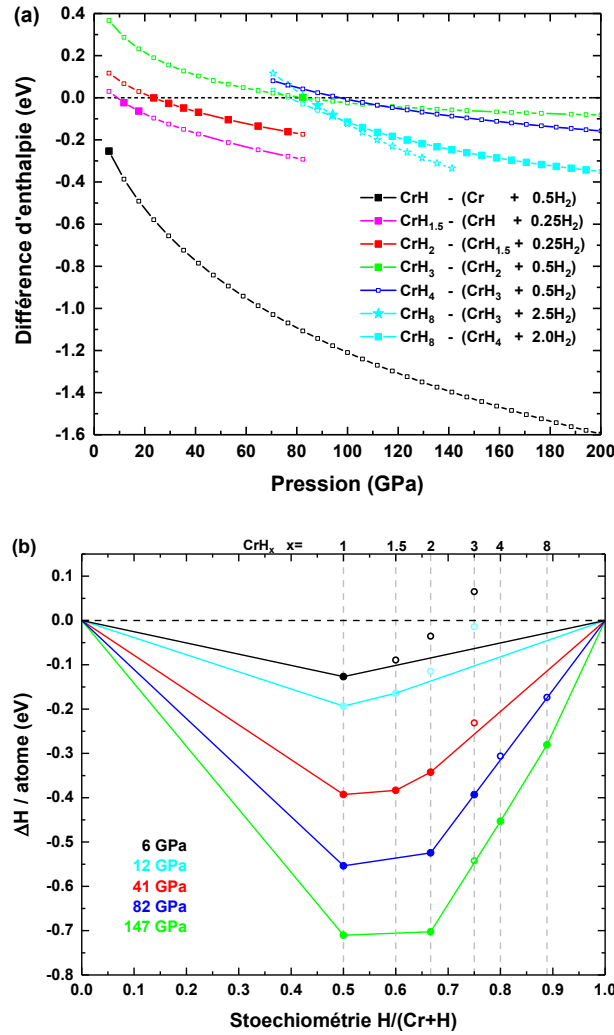 (a)
0.4
0.2
0.0
-0.2
-0.4
-0.6
-0.8
-1.0
-1.2
-1.4
-1.6
Différence d'enthalpie (eV)
CrH - (Cr + 0.5H₂)
CrH₁.₅ - (CrH + 0.25H₂)
CrH₂ - (CrH₁.₅ + 0.25H₂)
CrH₃ - (CrH₂ + 0.5H₂)
CrH₄ - (CrH₃ + 0.5H₂)
CrH₈ - (CrH₃ + 2.5H₂)
CrH₈ - (CrH₄ + 2.0H₂)
0 20 40 60 80 100 120 140 160 180 200
Pression (GPa)
(b)
CrHₓ x= 1 1.5 2 3 4 8
0.1
0.0
-0.1
-0.2
-0.3
-0.4
-0.5
-0.6
-0.7
-0.8
ΔH / atome (eV)
6 GPa
12 GPa
41 GPa
82 GPa
147 GPa
0.0 0.1 0.2 0.3 0.4 0.5 0.6 0.7 0.8 0.9 1.0
Stoechiométrie H/(Cr+H)